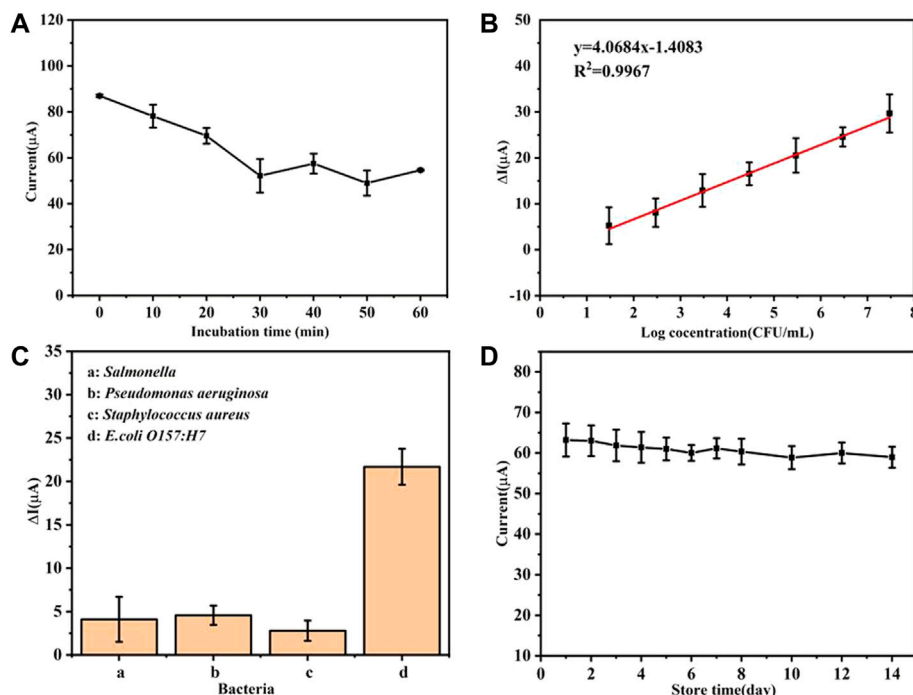 A
120
100
80
60
40
20
0
Current(μA)
0 10 20 30 40 50 60
Incubation time (min)
B
y=4.0684x-1.4083
R²=0.9967
50
40
30
20
10
0
-10
ΔI(μA)
0 1 2 3 4 5 6 7 8
Log cocentration(CFU/mL)
C
a: Salmonella
b: Pseudomonas aeruginosa
c: Staphylococcus aureus
d: E.coli O157:H7
35
30
25
20
15
10
5
0
ΔI(μA)
a b c d
Bacteria
D
80
70
60
50
40
30
20
10
Current(μA)
0 2 4 6 8 10 12 14
Store time(day)